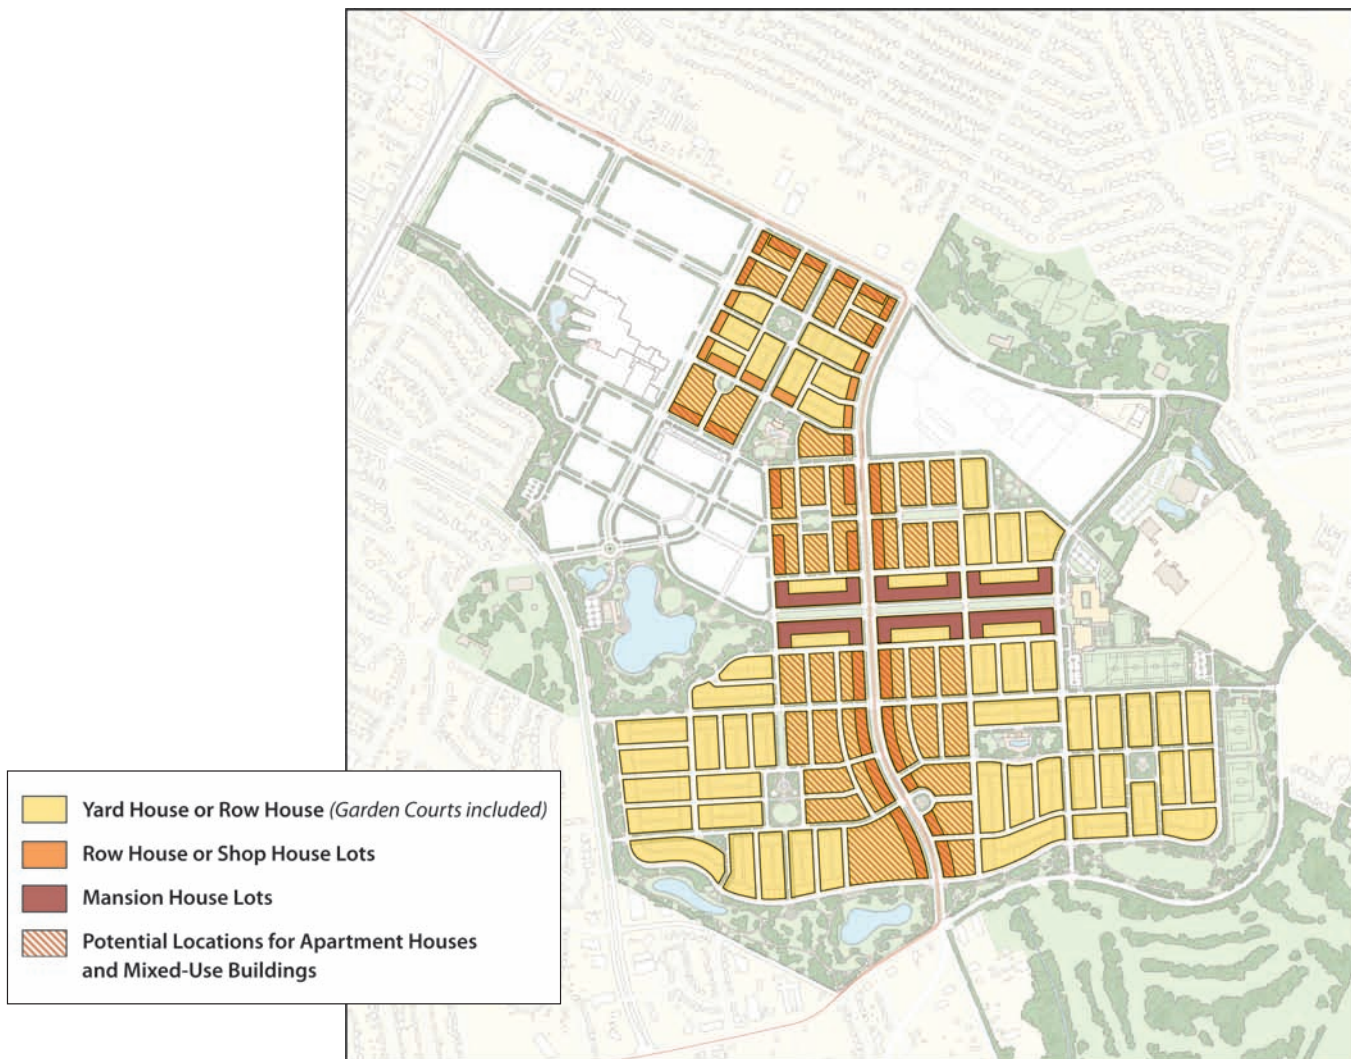 Yard House or Row House (Garden Courts included)
Row House or Shop House Lots
Mansion House Lots
Potential Locations for Apartment Houses
and Mixed-Use Buildings